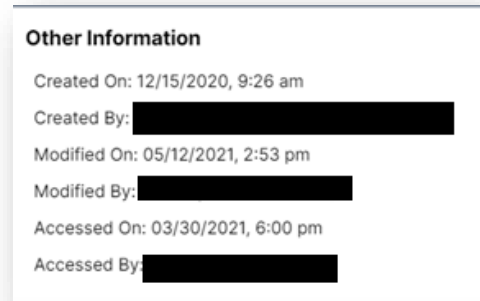 Other Information
Created On: 12/15/2020, 9:26 am
Created By:
Modified On: 05/12/2021, 2:53 pm
Modified By:
Accessed On: 03/30/2021, 6:00 pm
Accessed By: